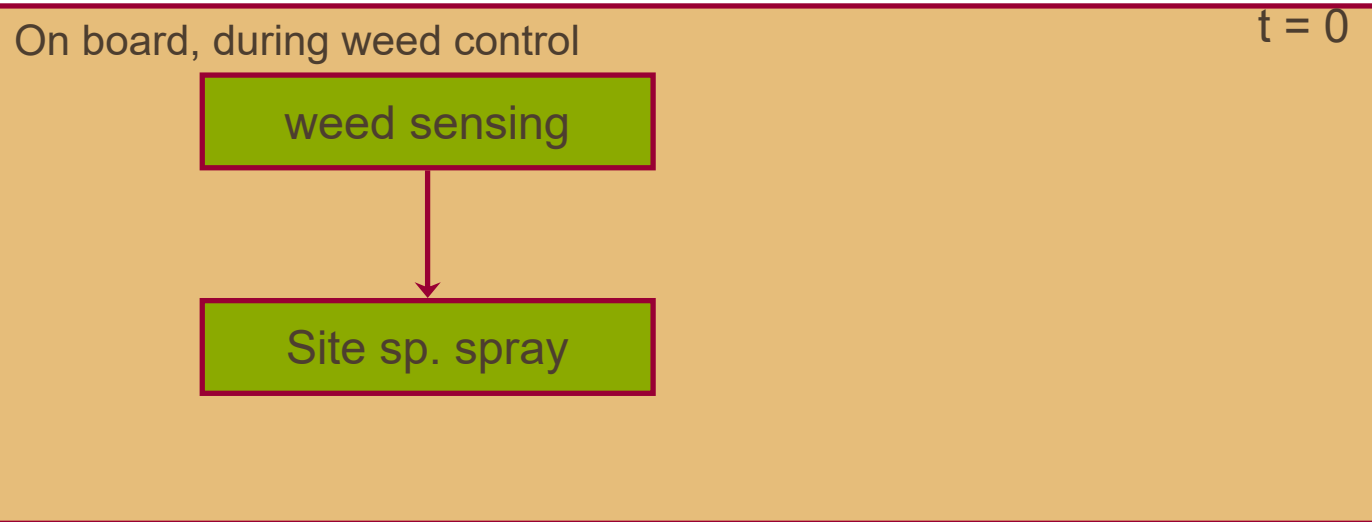 On board, during weed control
t = 0
weed sensing
Site sp. spray